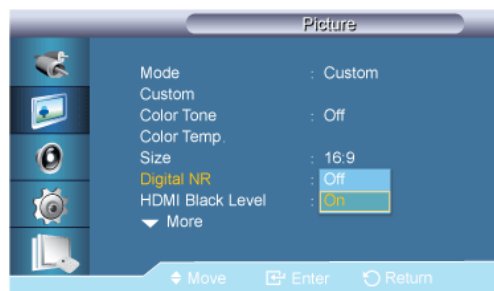 Picture
Mode : Custom
Custom
Color Tone : Off
Color Temp.
Size : 16:9
Digital NR : Off
HDMI Black Level : On
More
Move Enter Return